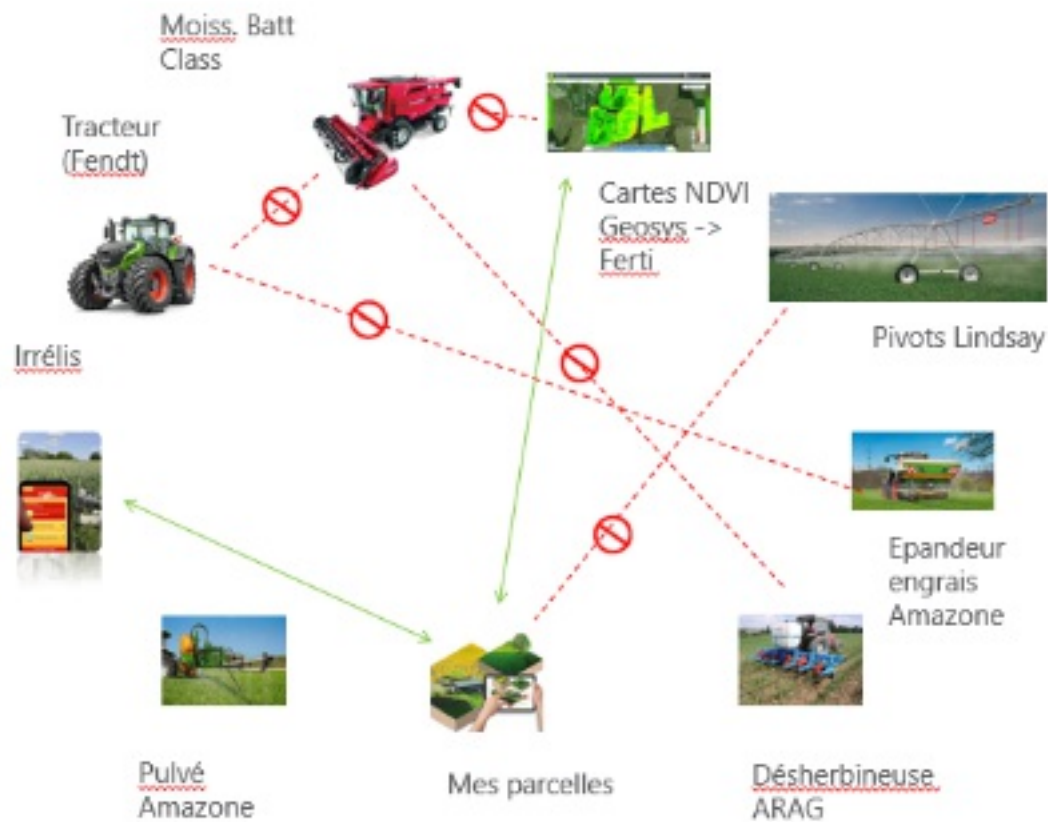 Moiss. Batt
Class
Tracteur
(Fendt)
Cartes NDVI
Geosys ->
Ferti
Pivots Lindsay
Irrélis
Epandeur
engrais
Amazone
Pulvé
Amazone
Mes parcelles
Désherbineuse
ARAG